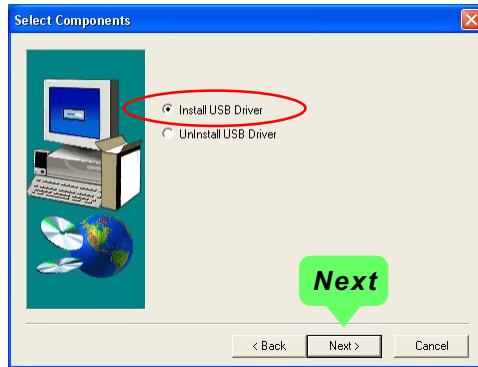 Select Components
Install USB Driver
UnInstall USB Driver
Next
< Back Next > Cancel